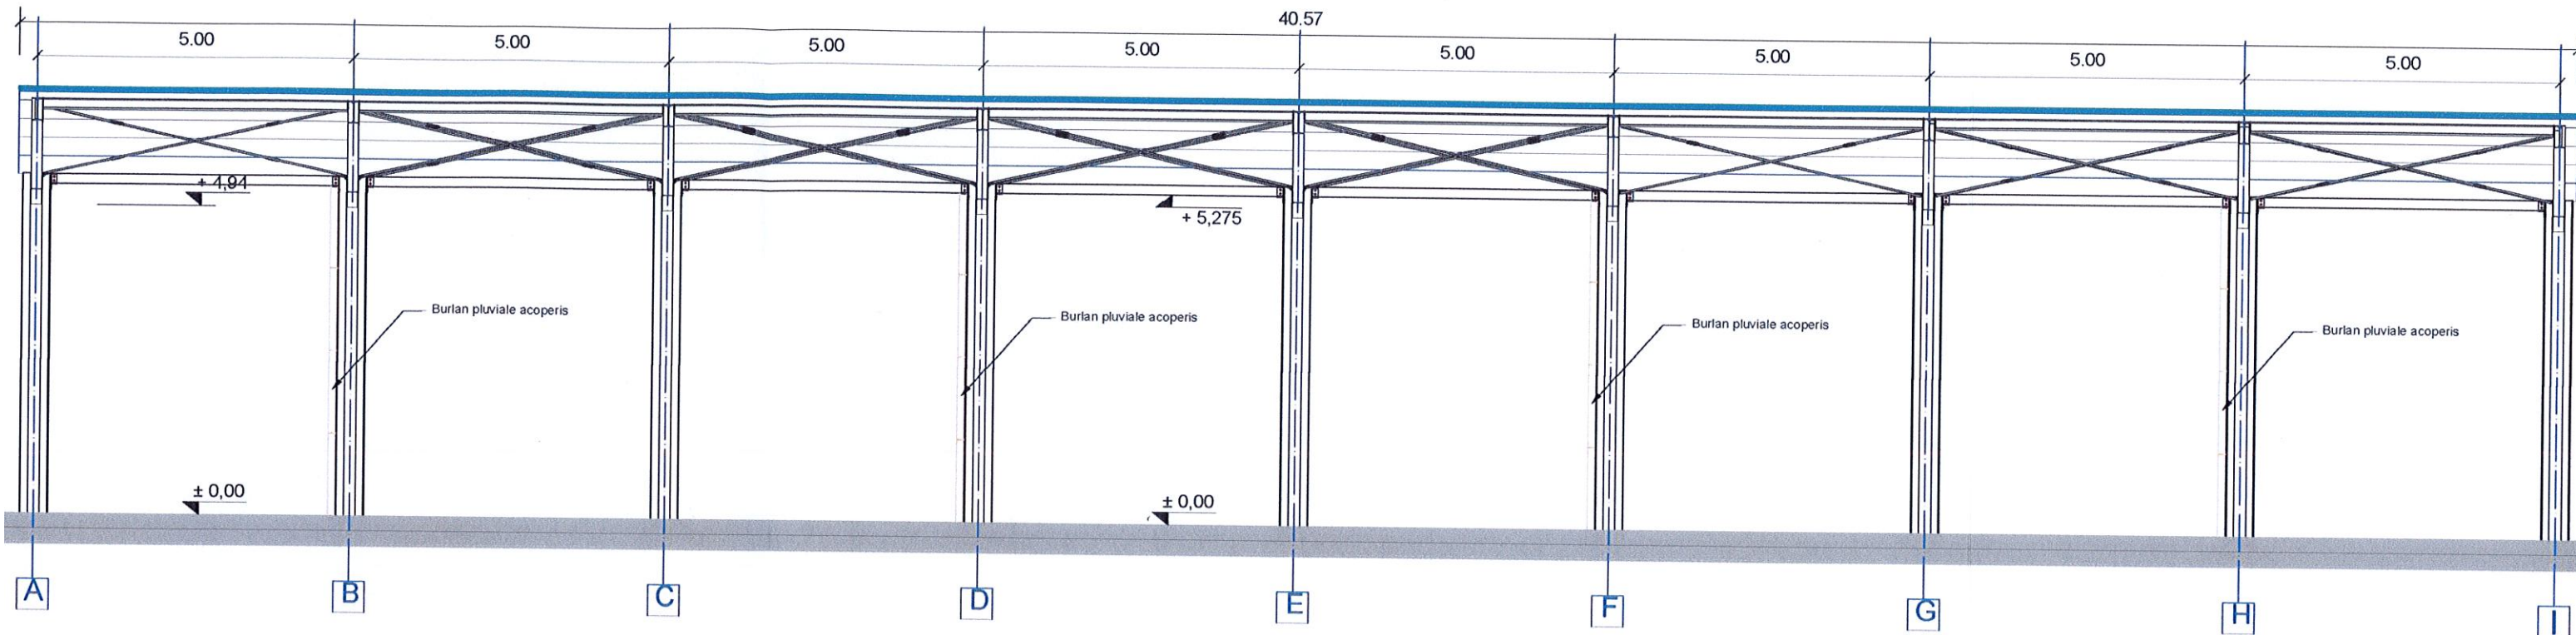 40.57
5.00 5.00 5.00 5.00 5.00 5.00 5.00 5.00
+ 4,94
+ 5,275
Burlan pluviale acoperis
Burlan pluviale acoperis
Burlan pluviale acoperis
Burlan pluviale acoperis
± 0,00
± 0,00
A B C D E F G H I